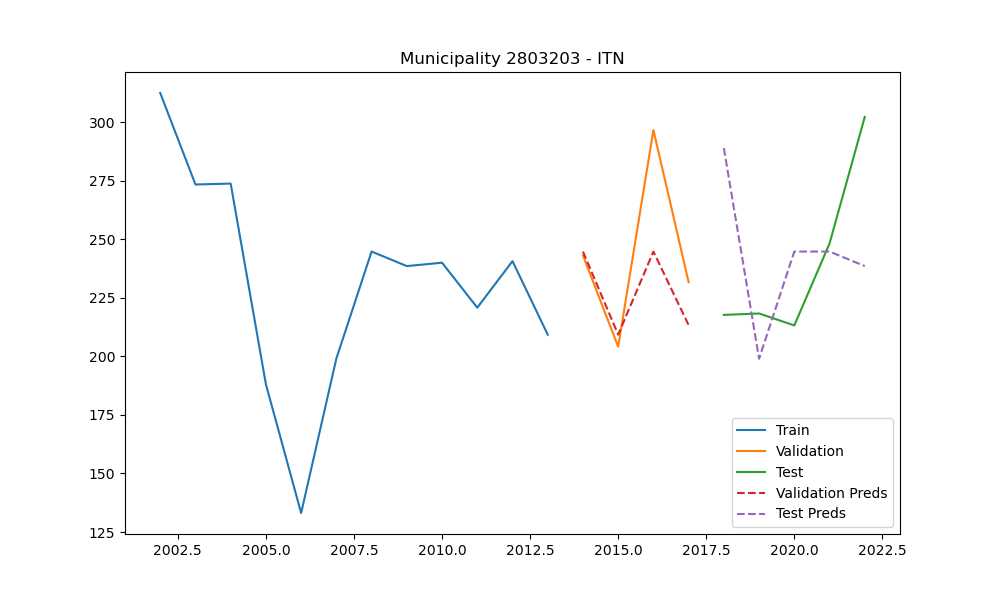 Municipality 2803203 - ITN
300
275
250
225
200
175
150
125
2002.5 2005.0 2007.5 2010.0 2012.5 2015.0 2017.5 2020.0 2022.5
Train
Validation
Test
Validation Preds
Test Preds